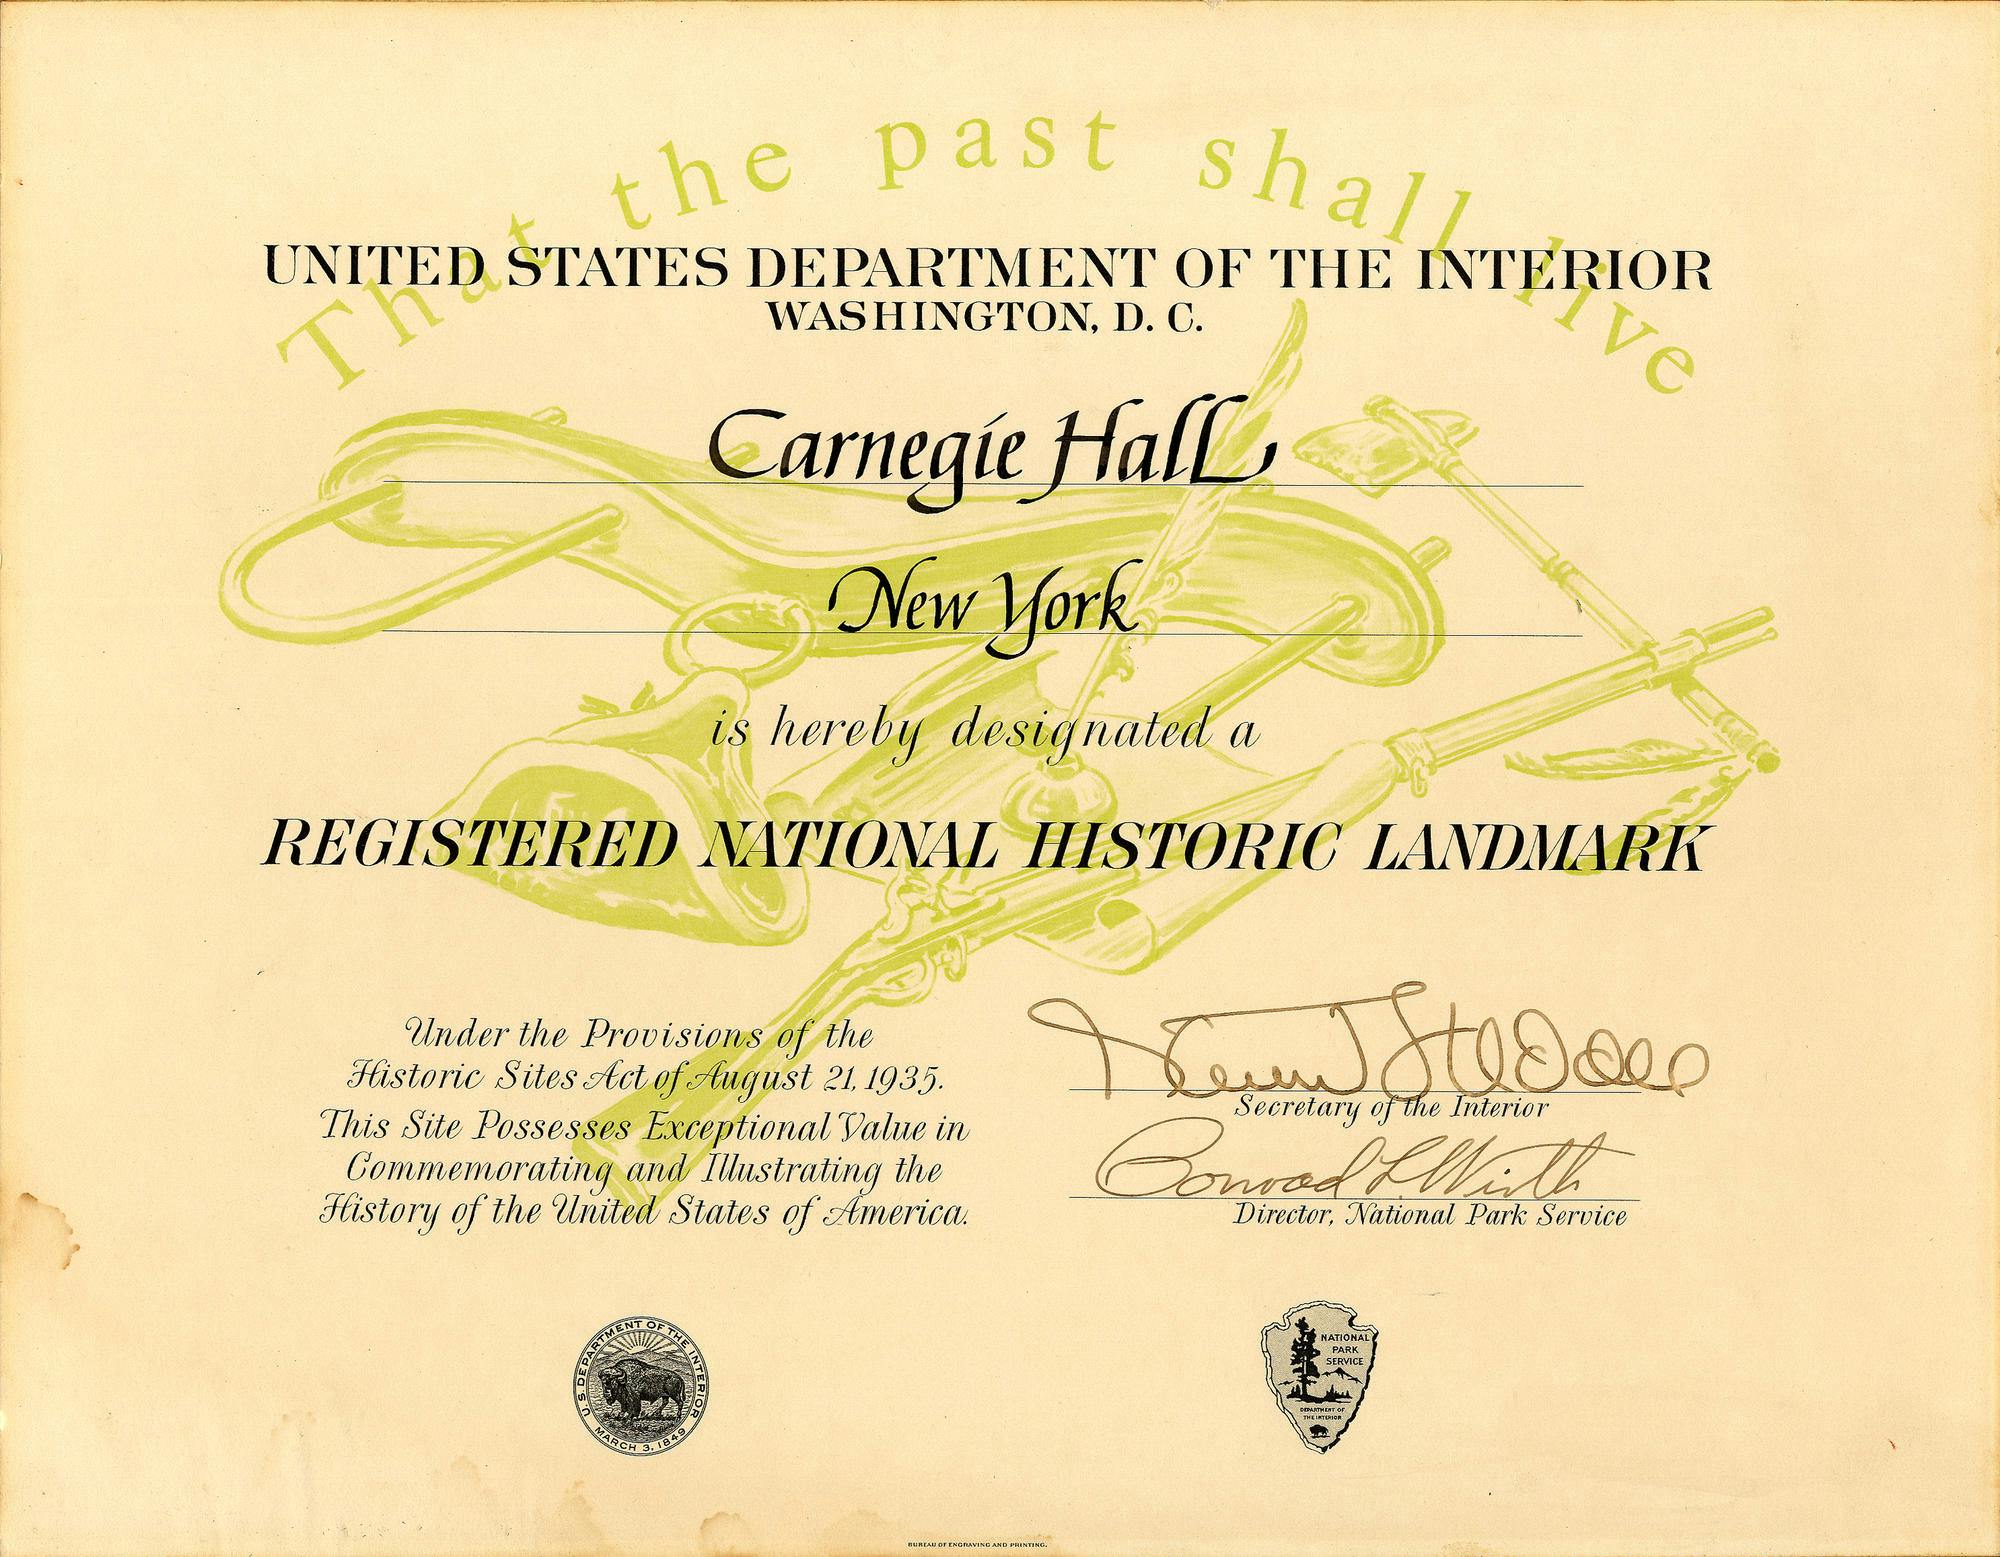 That the past shall live
UNITED STATES DEPARTMENT OF THE INTERIOR
WASHINGTON, D. C.
Carnegie Hall
New York
is hereby designated a
REGISTERED NATIONAL HISTORIC LANDMARK
Under the Provisions of the
Historic Sites Act of August 21, 1935.
This Site Possesses Exceptional Value in
Commemorating and Illustrating the
History of the United States of America.
Secretary of the Interior
Conrad L. Wirth
Director, National Park Service
U.S. DEPARTMENT OF THE INTERIOR
MARCH 3, 1849
NATIONAL
PARK
SERVICE
DEPARTMENT OF
THE INTERIOR
BUREAU OF ENGRAVING AND PRINTING.